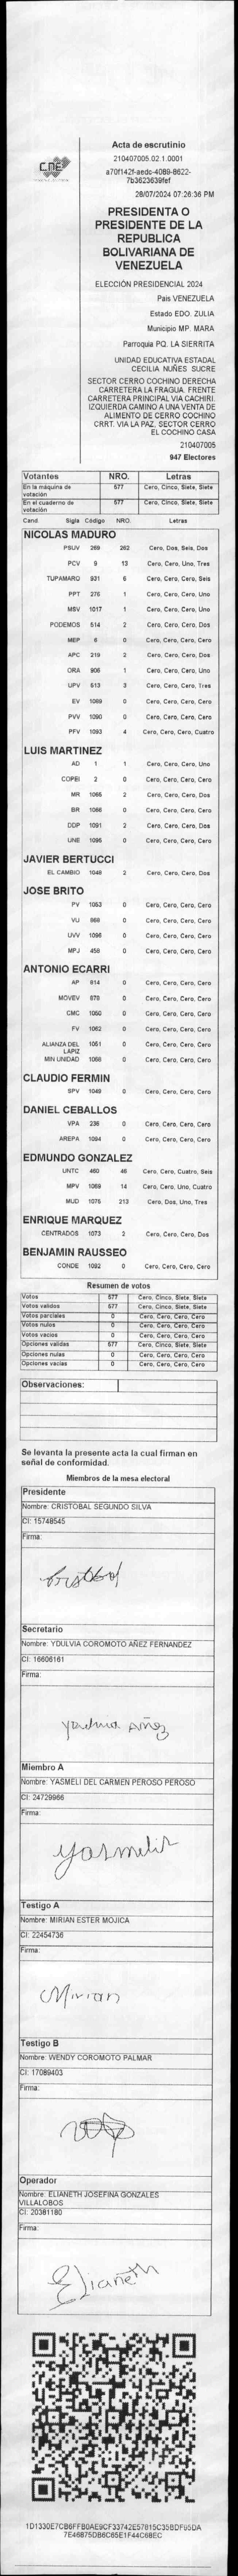 CNE
Acta de escrutinio
210407005.02.1.0001
a70f142f-aedc-4089-8622-
7b3623639fef
28/07/2024 07:26:36 PM
PRESIDENTA O
PRESIDENTE DE LA
REPUBLICA
BOLIVARIANA DE
VENEZUELA
ELECCIÓN PRESIDENCIAL 2024
Pais VENEZUELA
Estado EDO. ZULIA
Municipio MP. MARA
Parroquia PQ. LA SIERRITA
UNIDAD EDUCATIVA ESTADAL
CECILIA NUÑES SUCRE
SECTOR CERRO COCHINO DERECHA
CARRETERA LA FRAGUA. FRENTE
CARRETERA PRINCIPAL VIA CACHIRI.
IZQUIERDA CAMINO A UNA VENTA DE
ALIMENTO DE CERRO COCHINO
CRRT. VIA LA PAZ. SECTOR CERRO
EL COCHINO CASA
210407005
947 Electores
Votantes NRO. Letras
En la máquina de votación 577 Cero, Cinco, Siete, Siete
En el cuaderno de votación 577 Cero, Cinco, Siete, Siete
Cand Sigla Código NRO. Letras
NICOLAS MADURO
PSUV 269 262 Cero, Dos, Seis, Dos
PCV 9 13 Cero, Cero, Uno, Tres
TUPAMARO 931 6 Cero, Cero, Cero, Seis
PPT 276 1 Cero, Cero, Cero, Uno
MSV 1017 1 Cero, Cero, Cero, Uno
PODEMOS 514 2 Cero, Cero, Cero, Dos
MEP 6 0 Cero, Cero, Cero, Cero
APC 219 2 Cero, Cero, Cero, Dos
ORA 906 1 Cero, Cero, Cero, Uno
UPV 613 3 Cero, Cero, Cero, Tres
EV 1069 0 Cero, Cero, Cero, Cero
PVV 1090 0 Cero, Cero, Cero, Cero
PFV 1093 4 Cero, Cero, Cero, Cuatro
LUIS MARTINEZ
AD 1 1 Cero, Cero, Cero, Uno
COPEI 2 0 Cero, Cero, Cero, Cero
MR 1065 2 Cero, Cero, Cero, Dos
BR 1066 0 Cero, Cero, Cero, Cero
DDP 1091 2 Cero, Cero, Cero, Dos
UNE 1095 0 Cero, Cero, Cero, Cero
JAVIER BERTUCCI
EL CAMBIO 1048 2 Cero, Cero, Cero, Dos
JOSE BRITO
PV 1053 0 Cero, Cero, Cero, Cero
VU 868 0 Cero, Cero, Cero, Cero
UVV 1096 0 Cero, Cero, Cero, Cero
MPJ 458 0 Cero, Cero, Cero, Cero
ANTONIO ECARRI
AP 814 0 Cero, Cero, Cero, Cero
MOVEV 878 0 Cero, Cero, Cero, Cero
CMC 1060 0 Cero, Cero, Cero, Cero
FV 1062 0 Cero, Cero, Cero, Cero
ALIANZA DEL LAPIZ 1051 0 Cero, Cero, Cero, Cero
MIN UNIDAD 1068 0 Cero, Cero, Cero, Cero
CLAUDIO FERMIN
SPV 1049 0 Cero, Cero, Cero, Cero
DANIEL CEBALLOS
VPA 236 0 Cero, Cero, Cero, Cero
AREPA 1094 0 Cero, Cero, Cero, Cero
EDMUNDO GONZALEZ
UNTC 460 46 Cero, Cero, Cuatro, Seis
MPV 1069 14 Cero, Cero, Uno, Cuatro
MUD 1076 213 Cero, Dos, Uno, Tres
ENRIQUE MARQUEZ
CENTRADOS 1073 2 Cero, Cero, Cero, Dos
BENJAMIN RAUSSEO
CONDE 1092 0 Cero, Cero, Cero, Cero
Resumen de votos
Votos 577 Cero, Cinco, Siete, Siete
Votos validos 577 Cero, Cinco, Siete, Siete
Votos parciales 0 Cero, Cero, Cero, Cero
Votos nulos 0 Cero, Cero, Cero, Cero
Votos vacios 0 Cero, Cero, Cero, Cero
Opciones validas 577 Cero, Cinco, Siete, Siete
Opciones nulas 0 Cero, Cero, Cero, Cero
Opciones vacias 0 Cero, Cero, Cero, Cero
Observaciones:
Se levanta la presente acta la cual firman en
señal de conformidad.
Miembros de la mesa electoral
Presidente
Nombre: CRISTOBAL SEGUNDO SILVA
CI: 15748545
Firma:
Secretario
Nombre: YDULVIA COROMOTO AÑEZ FERNANDEZ
CI: 16606161
Firma:
Miembro A
Nombre: YASMELI DEL CARMEN PEROSO PEROSO
CI: 24729966
Firma:
Testigo A
Nombre: MIRIAN ESTER MOJICA
CI: 22454736
Firma:
Mirian
Testigo B
Nombre: WENDY COROMOTO PALMAR
CI: 17089403
Firma:
Operador
Nombre: ELIANETH JOSEFINA GONZALES
VILLALOBOS
CI: 20381180
Firma:
Elianeth